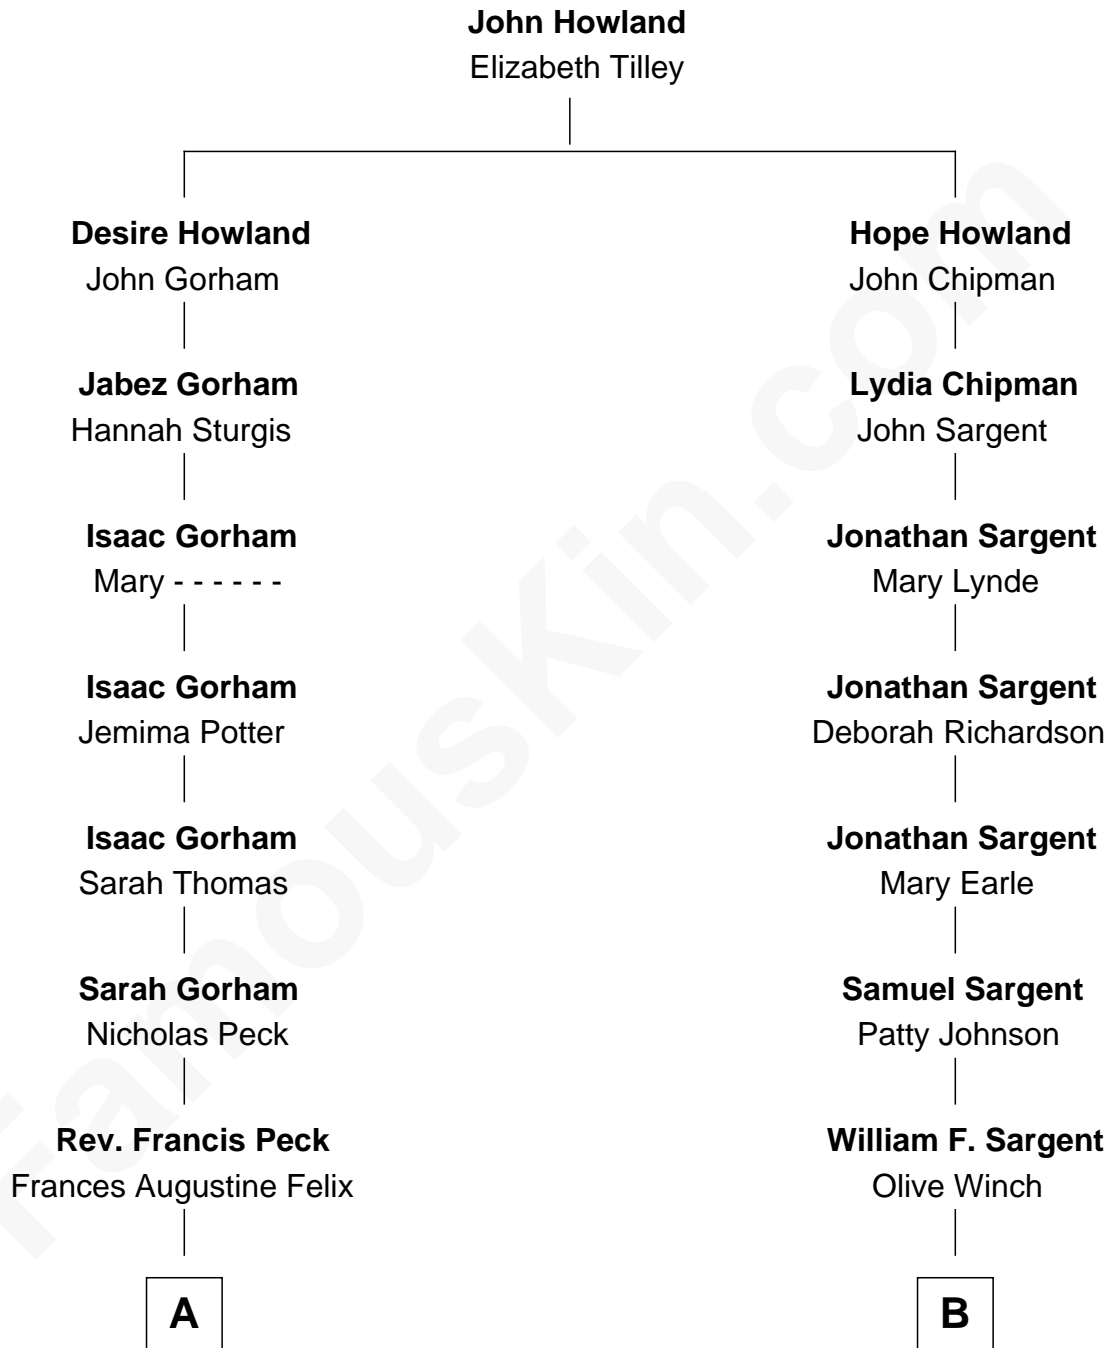 John Howland
Elizabeth Tilley
Desire Howland
John Gorham
Hope Howland
John Chipman
Jabez Gorham
Hannah Sturgis
Lydia Chipman
John Sargent
Isaac Gorham
Mary - - - - - -
Jonathan Sargent
Mary Lynde
Isaac Gorham
Jemima Potter
Jonathan Sargent
Deborah Richardson
Isaac Gorham
Sarah Thomas
Jonathan Sargent
Mary Earle
Sarah Gorham
Nicholas Peck
Samuel Sargent
Patty Johnson
Rev. Francis Peck
Frances Augustine Felix
William F. Sargent
Olive Winch
A
B
FamousKin.com